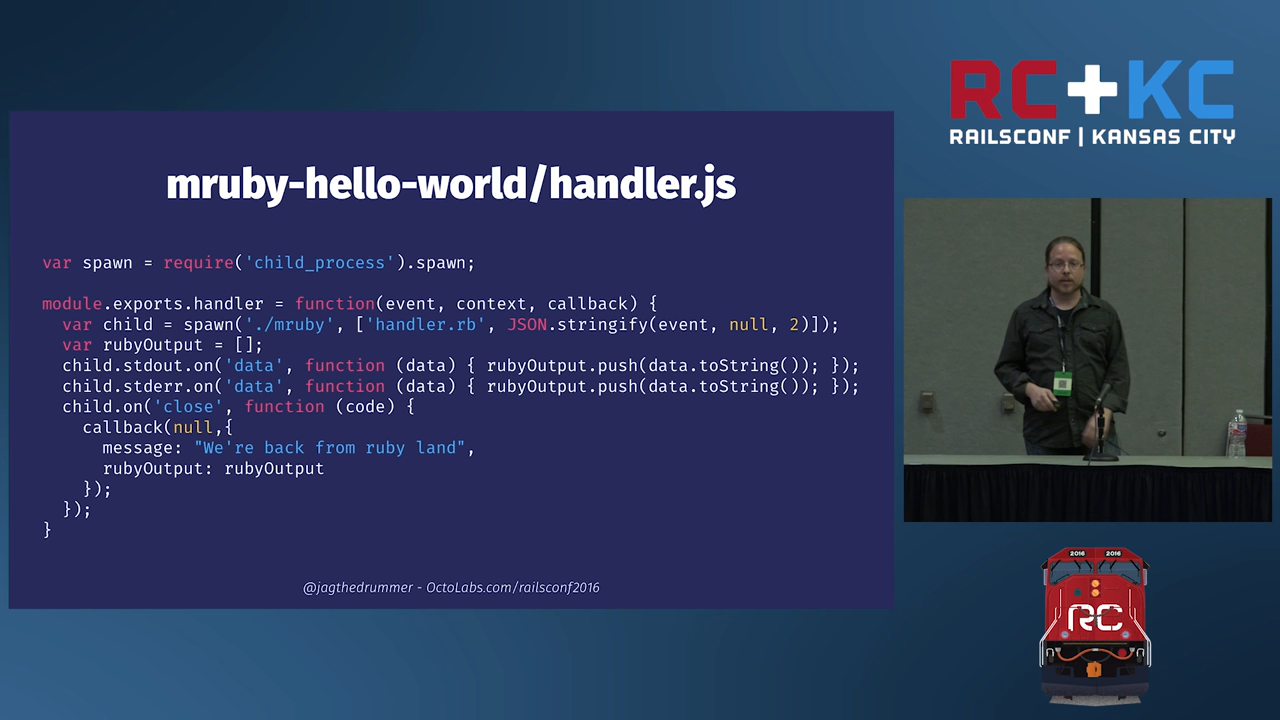 mruby-hello-world/handler.js
var spawn = require('child_process').spawn;
module.exports.handler = function(event, context, callback) {
  var child = spawn('./mruby', ['handler.rb', JSON.stringify(event, null, 2)]);
  var rubyOutput = [];
  child.stdout.on('data', function (data) { rubyOutput.push(data.toString()); });
  child.stderr.on('data', function (data) { rubyOutput.push(data.toString()); });
  child.on('close', function (code) {
    callback(null,{
      message: "We're back from ruby land",
      rubyOutput: rubyOutput
    });
  });
}
@jagthedrummer - OctoLabs.com/railsconf2016
RC+KC
RAILSCONF | KANSAS CITY
2016 2016
RC